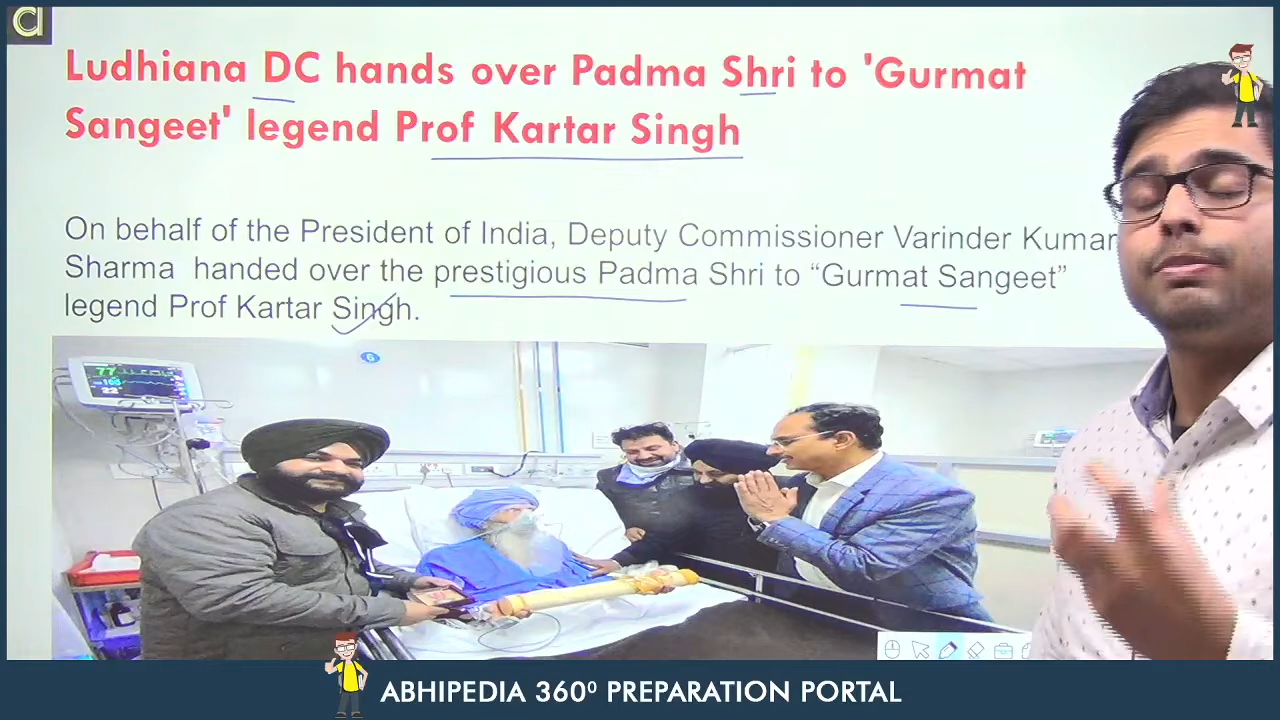 a
Ludhiana DC hands over Padma Shri to 'Gurmat
Sangeet' legend Prof Kartar Singh
On behalf of the President of India, Deputy Commissioner Varinder Kumar
Sharma handed over the prestigious Padma Shri to “Gurmat Sangeet”
legend Prof Kartar Singh.
77
6
ABHIPEDIA 360⁰ PREPARATION PORTAL